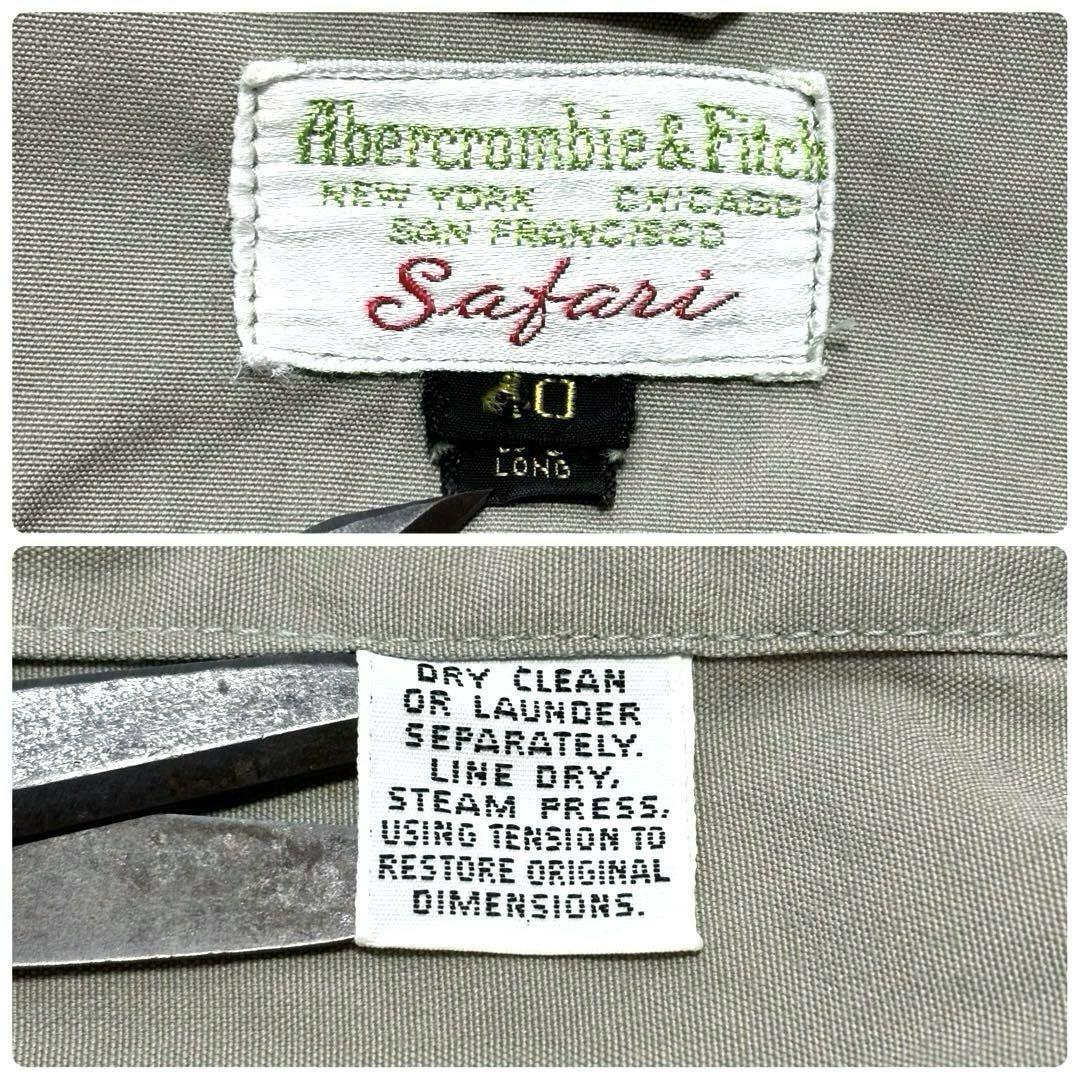 Abercrombie & Fitch
NEW YORK CHICAGO
SAN FRANCISCO
Safari
40
LONG
DRY CLEAN
OR LAUNDER
SEPARATELY.
LINE DRY,
STEAM PRESS,
USING TENSION TO
RESTORE ORIGINAL
DIMENSIONS.